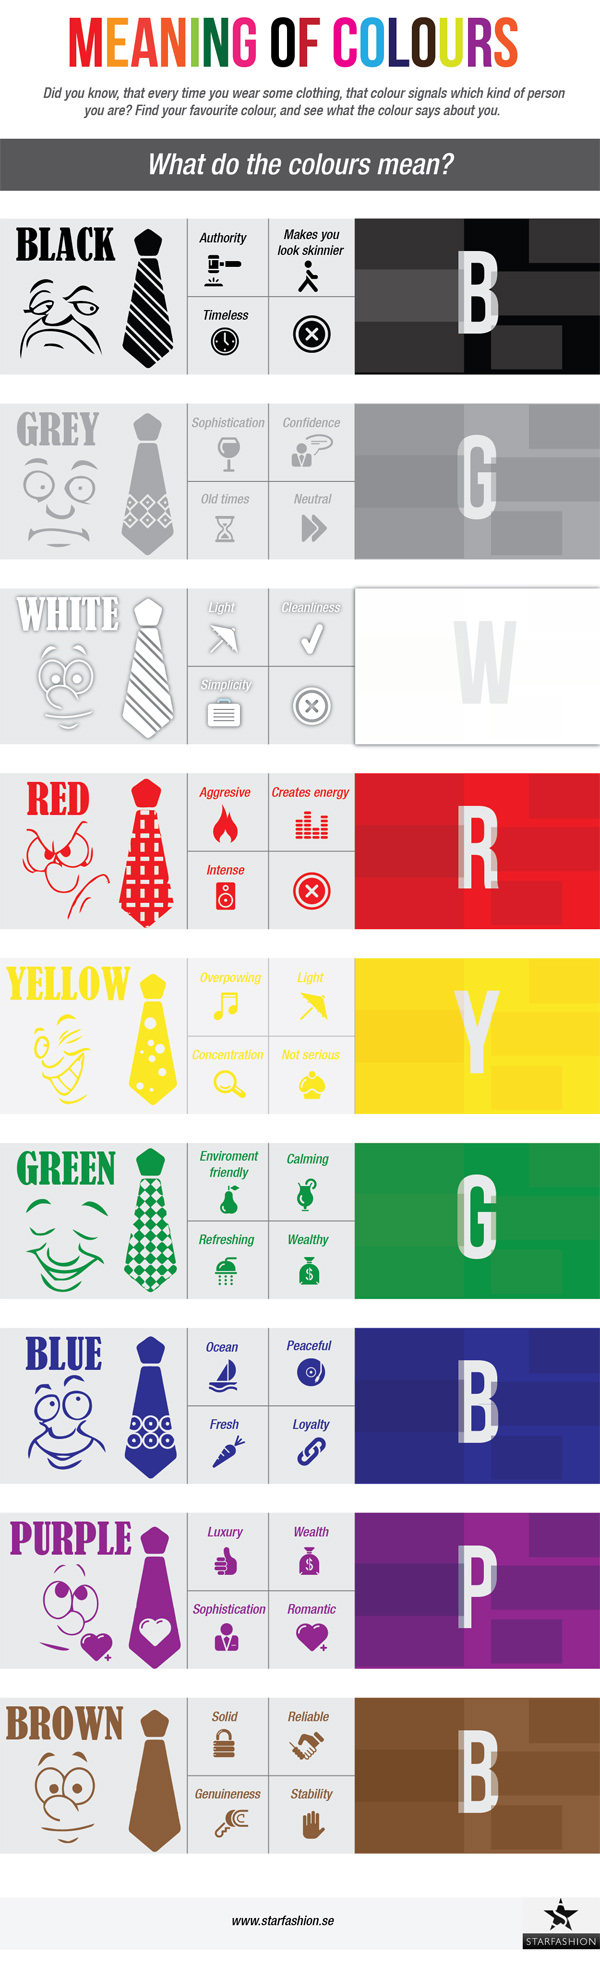 MEANING OF COLOURS
Did you know, that every time you wear some clothing, that colour signals which kind of person
you are? Find your favourite colour, and see what the colour says about you.
What do the colours mean?
BLACK
Authority
Makes you
look skinnier
Timeless
B
GREY
Sophistication
Confidence
Old times
Neutral
G
WHITE
Light
Cleanliness
Simplicity
W
RED
Aggresive
Creates energy
Intense
R
YELLOW
Overpowing
Light
Concentration
Not serious
Y
GREEN
Enviroment
friendly
Calming
Refreshing
Wealthy
$
G
BLUE
Ocean
Peaceful
Fresh
Loyalty
B
PURPLE
Luxury
Wealth
$
Sophistication
Romantic
P
BROWN
Solid
Reliable
Genuineness
Stability
B
www.starfashion.se
S
STARFASHION